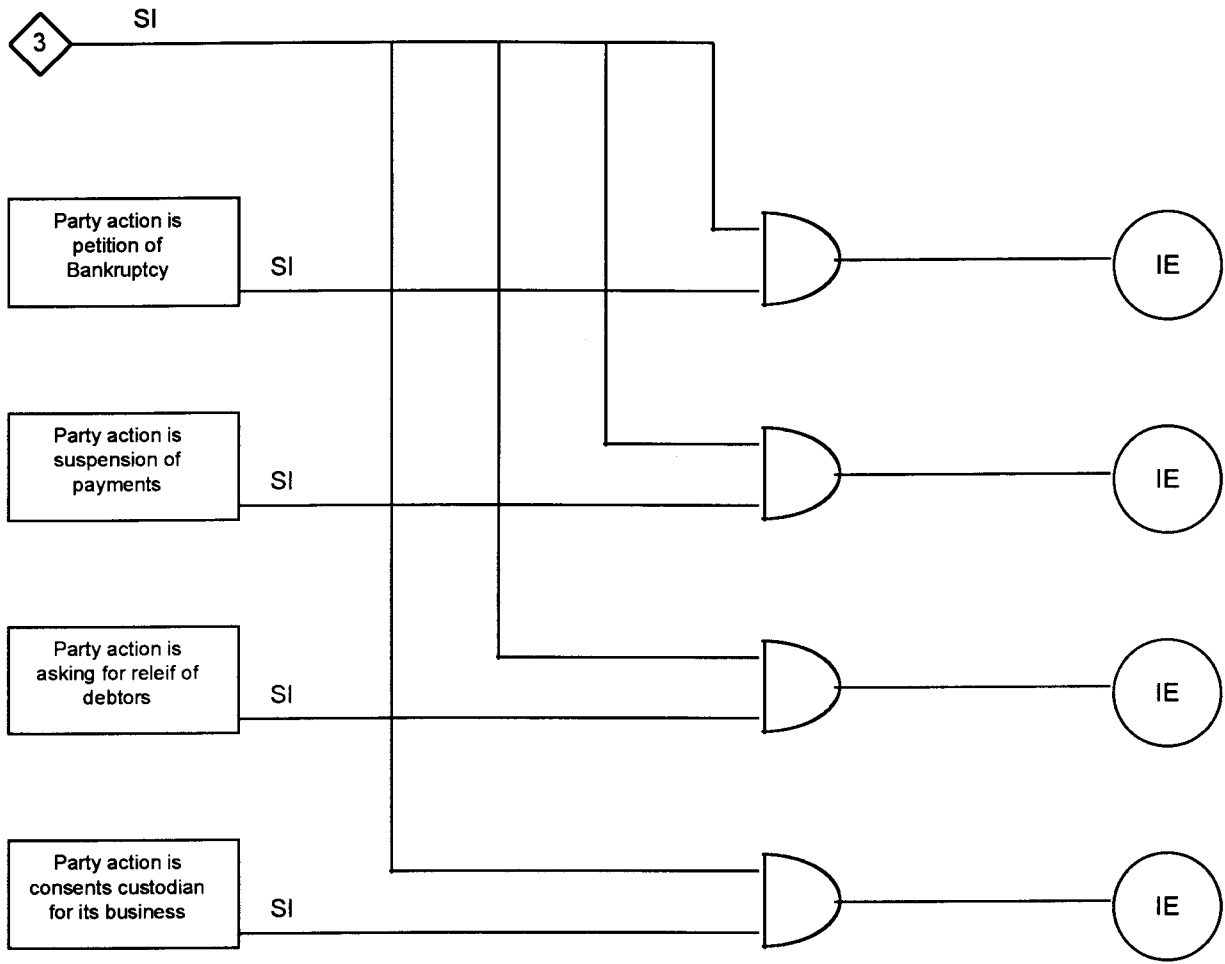 SI
3
Party action is
petition of
Bankruptcy
SI
IE
Party action is
suspension of
payments
SI
IE
Party action is
asking for releif of
debtors
SI
IE
Party action is
consents custodian
for its business
SI
IE